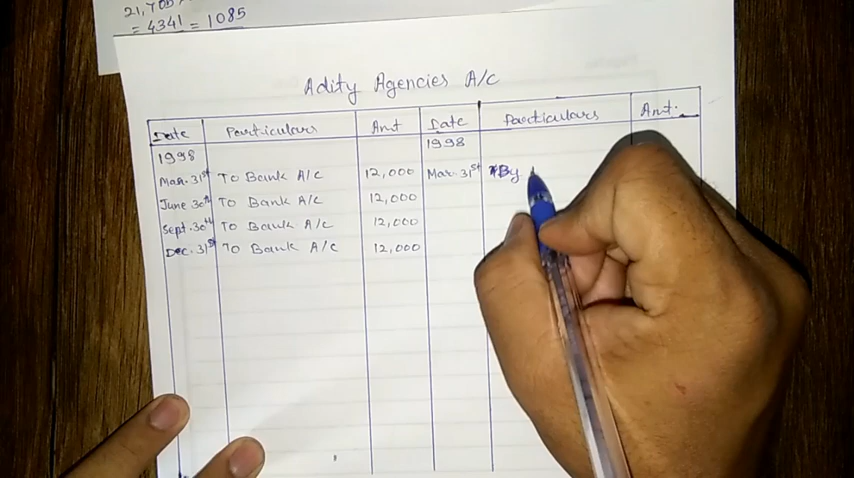 = 4341 = 1085
Adity Agencies A/c
Date Particulars Amt Date Particulars Amt.
1998 1998
Mar. 31st To Bank A/c 12,000 Mar. 31st By
June 30th To Bank A/c 12,000
Sept. 30th To Bank A/c 12,000
Dec. 31st To Bank A/c 12,000